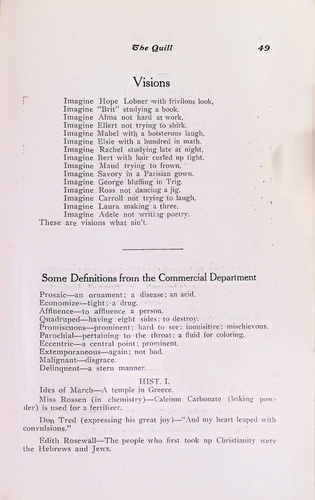 The Quill 49
Visions
Imagine Hope Lobner with frivilous look,
Imagine "Brit" studying a book.
Imagine Alma not hard at work,
Imagine Ellert not trying to shirk.
Imagine Mabel with a boisterous laugh,
Imagine Elsie with a hundred in math.
Imagine Rachel studying late at night,
Imagine Bert with hair curled up tight.
Imagine Maud trying to frown.
Imagine Savory in a Parisian gown.
Imagine George bluffing in Trig.
Imagine Ross not dancing a jig.
Imagine Carroll not trying to laugh,
Imagine Laura making a three.
Imagine Adele not writing poetry.
These are visions what ain't.
Some Definitions from the Commercial Department
Prosaic—an ornament; a disease; an acid.
Economize—tight; a drug.
Affluence—to affluence a person.
Quadruped—having eight sides; to destroy.
Promiscuous—prominent; hard to see; inquisitive; mischievous.
Parochial—pertaining to the throat; a fluid for coloring.
Eccentric—a central point; prominent.
Extemporaneous—again; not bad.
Malignant—disgrace.
Delinquent—a stern manner.
HIST. I.
Ides of March—A temple in Greece.
Miss Rossen (in chemistry)—Calcium Carbonate (baking pow-
der) is used for a fertilizer.
Don Tred (expressing his great joy)—"And my heart leaped with
convulsions."
Edith Rosewall—The people who first took up Christianity were
the Hebrews and Jews.